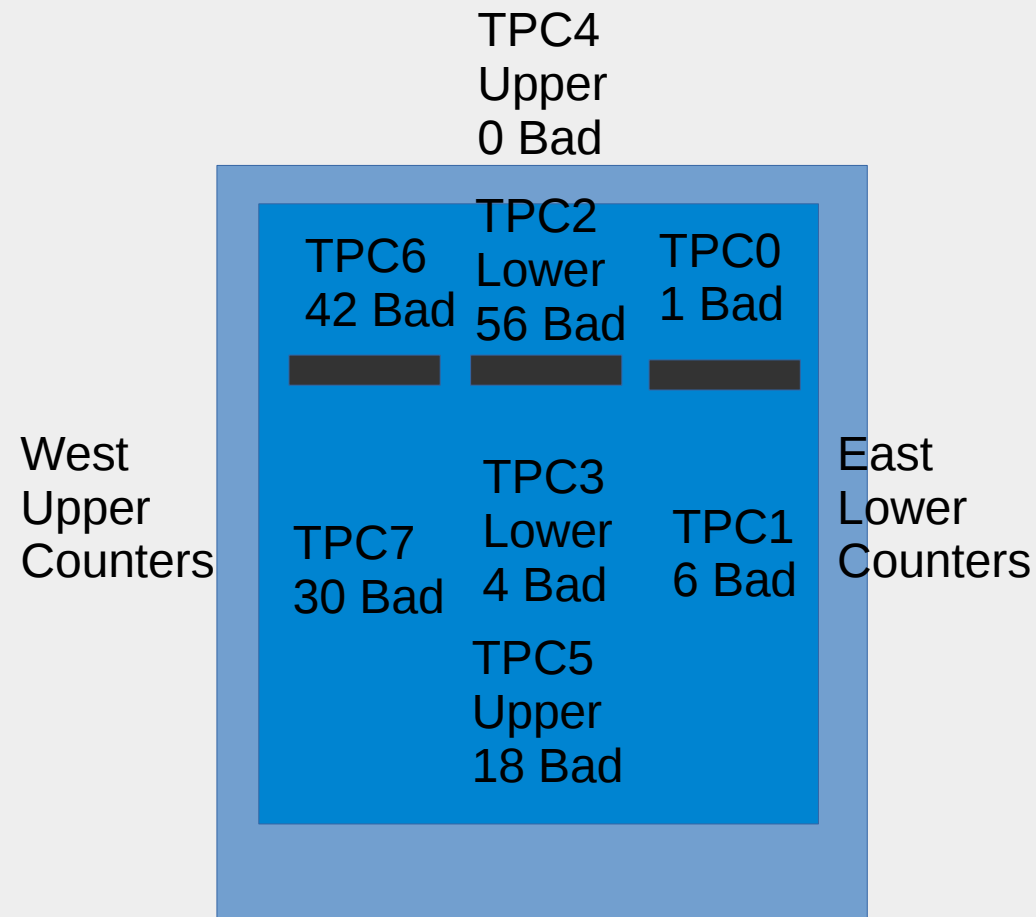 TPC4
Upper
0 Bad
TPC6
42 Bad
TPC2
Lower
56 Bad
TPC0
1 Bad
West
Upper
Counters
TPC7
30 Bad
TPC3
Lower
4 Bad
TPC1
6 Bad
East
Lower
Counters
TPC5
Upper
18 Bad